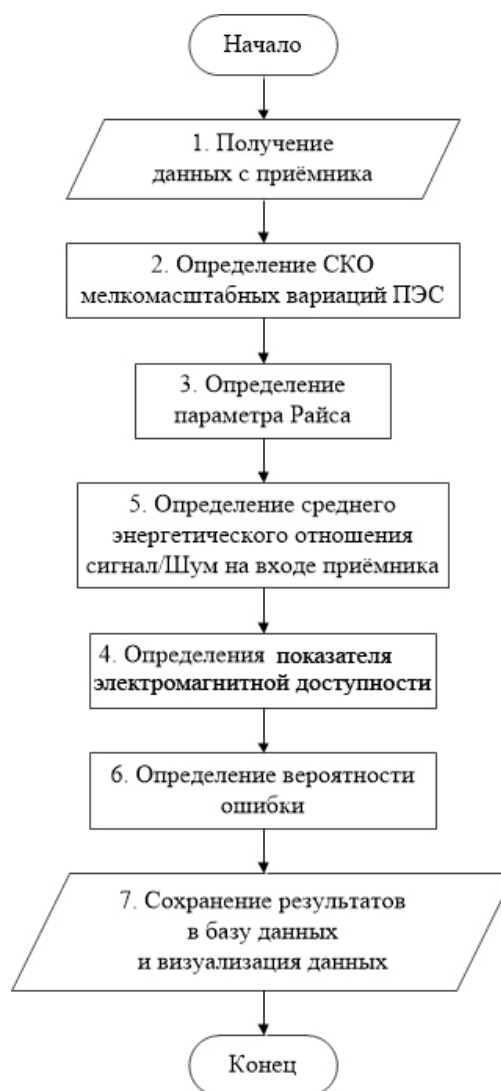 Начало
1. Получение
данных с приёмника
2. Определение СКО
мелкомасштабных вариаций ПЭС
3. Определение
параметра Райса
5. Определение среднего
энергетического отношения
сигнал/Шум на входе приёмника
4. Определения показателя
электромагнитной доступности
6. Определение вероятности
ошибки
7. Сохранение результатов
в базу данных
и визуализация данных
Конец